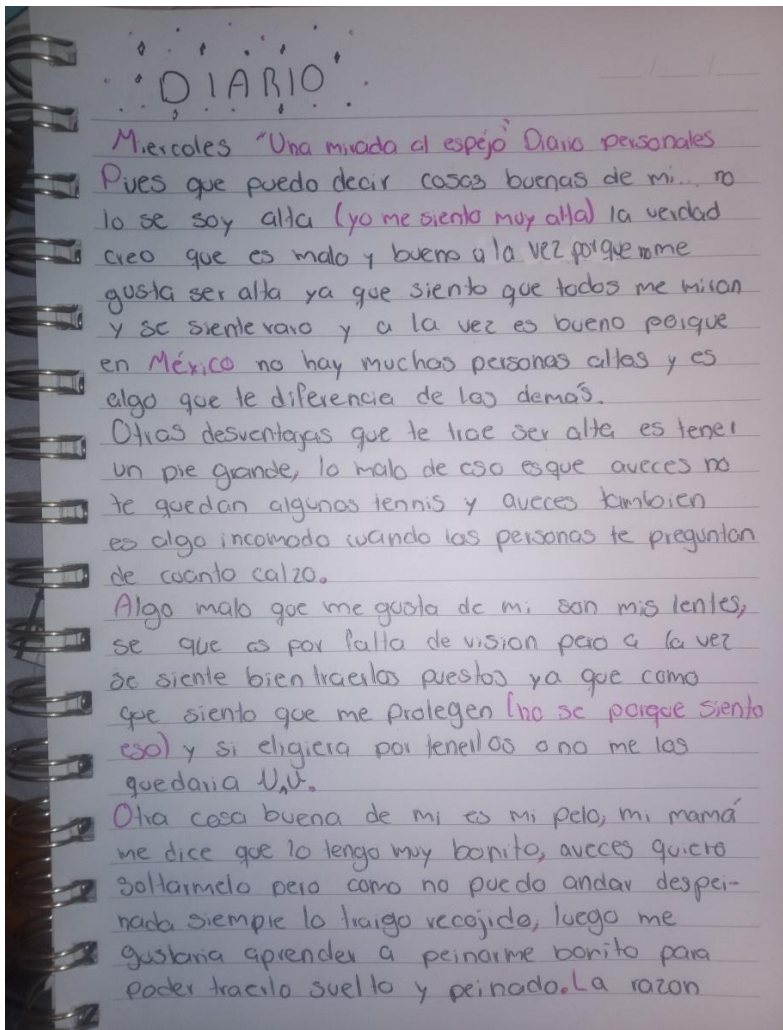 DIARIO
Miercoles "Una mirada al espejo" Diario personales
Pues que puedo decir cosas buenas de mi... no
lo se soy alta (yo me siento muy alta) la verdad
creo que es malo y bueno a la vez porque no me
gusta ser alta ya que siento que todos me miran
y se siente raro y a la vez es bueno porque
en México no hay muchas personas altas y es
algo que te diferencia de los demás.
Otras desventajas que te trae ser alta es tener
un pie grande, lo malo de eso es que aveces no
te quedan algunos tennis y aveces tambien
es algo incomodo cuando las personas te preguntan
de cuanto calzo.
Algo malo que me gusta de mi son mis lentes,
se que es por falta de vision pero a la vez
se siente bien traerlos puestos ya que como
que siento que me protegen (no se porque siento
eso) y si eligiera por tenerlos o no me los
quedaria U,U.
Otra cosa buena de mi es mi pelo, mi mamá
me dice que lo tengo muy bonito, aveces quiero
soltarmelo pero como no puedo andar despei-
nada siempre lo traigo recojido, luego me
gustaria aprender a peinarme bonito para
poder traerlo suelto y peinado. La razon